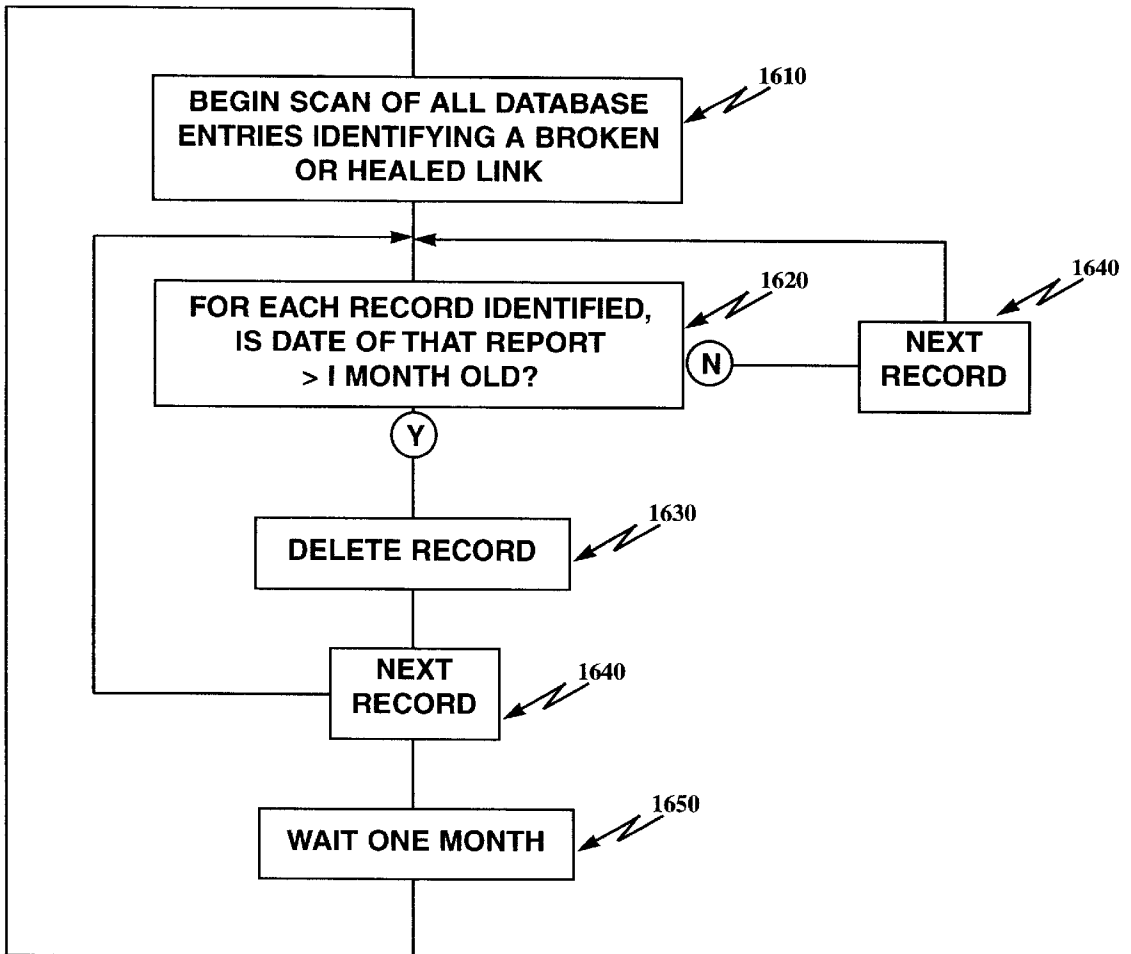 1610
BEGIN SCAN OF ALL DATABASE
ENTRIES IDENTIFYING A BROKEN
OR HEALED LINK
1620
1640
FOR EACH RECORD IDENTIFIED,
IS DATE OF THAT REPORT
> I MONTH OLD?
N
NEXT
RECORD
Y
1630
DELETE RECORD
NEXT
RECORD
1640
1650
WAIT ONE MONTH